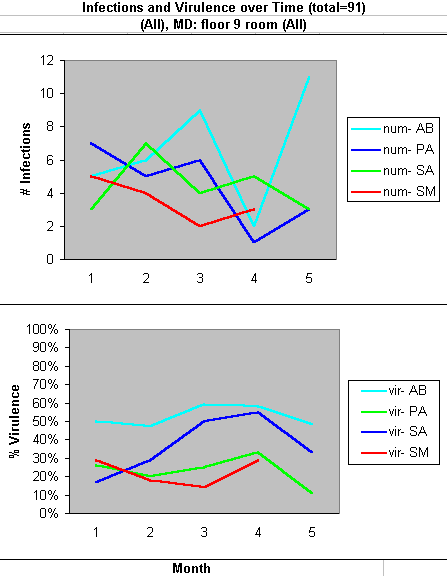 Infections and Virulence over Time (total=91)
(All), MD: floor 9 room (All)
12
10
8
6
4
2
0
# Infections
1 2 3 4 5
num- AB
num- PA
num- SA
num- SM
100%
90%
80%
70%
60%
50%
40%
30%
20%
10%
0%
% Virulence
1 2 3 4 5
vir- AB
vir- PA
vir- SA
vir- SM
Month